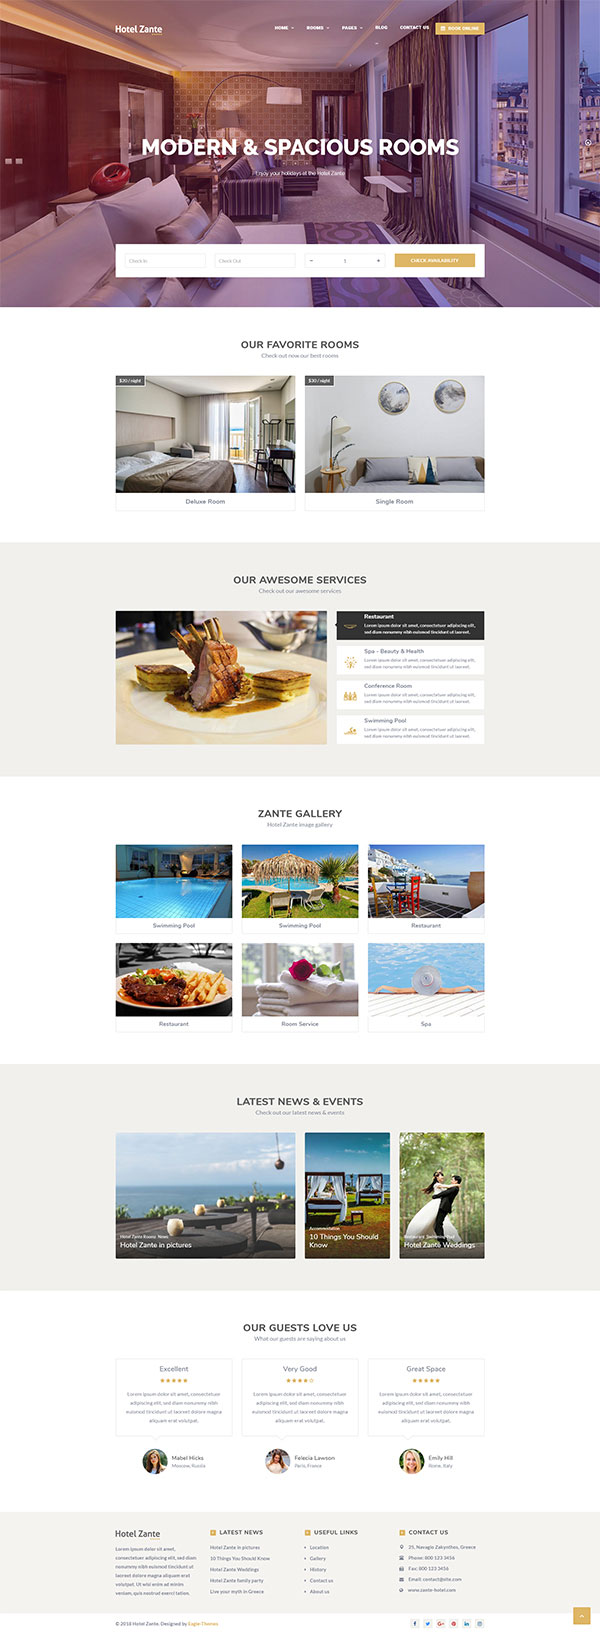 Hotel Zante
HOME ROOMS PAGES BLOG CONTACT US BOOK ONLINE
MODERN & SPACIOUS ROOMS
Enjoy your holidays at the Hotel Zante
Check In Check Out - 1 + CHECK AVAILABILITY
OUR FAVORITE ROOMS
Check out now our best rooms
$20 / night $30 / night
Deluxe Room Single Room
OUR AWESOME SERVICES
Check out our awesome services
Restaurant
Lorem ipsum dolor sit amet, consectetuer adipiscing elit,
sed diam nonummy nibh euismod tincidunt ut laoreet.
Spa - Beauty & Health
Lorem ipsum dolor sit amet, consectetuer adipiscing elit,
sed diam nonummy nibh euismod tincidunt ut laoreet.
Conference Room
Lorem ipsum dolor sit amet, consectetuer adipiscing elit,
sed diam nonummy nibh euismod tincidunt ut laoreet.
Swimming Pool
Lorem ipsum dolor sit amet, consectetuer adipiscing elit,
sed diam nonummy nibh euismod tincidunt ut laoreet.
ZANTE GALLERY
Hotel Zante image gallery
Swimming Pool Swimming Pool Restaurant
Restaurant Room Service Spa
LATEST NEWS & EVENTS
Check out our latest news & events
Hotel Zante Rooms News
Hotel Zante in pictures
Accommodation
10 Things You Should
Know
Restaurant Swimming Pool
Hotel Zante Weddings
OUR GUESTS LOVE US
What our guests are saying about us
Excellent
Lorem ipsum dolor sit amet, consectetuer
adipiscing elit, sed diam nonummy nibh
euismod tincidunt ut laoreet dolore magna
aliquam erat volutpat.
Mabel Hicks
Moscow, Russia
Very Good
Lorem ipsum dolor sit amet, consectetuer
adipiscing elit, sed diam nonummy nibh
euismod tincidunt ut laoreet dolore magna
aliquam erat volutpat.
Felecia Lawson
Paris, France
Great Space
Lorem ipsum dolor sit amet, consectetuer
adipiscing elit, sed diam nonummy nibh
euismod tincidunt ut laoreet dolore magna
aliquam erat volutpat.
Emily Hill
Rome, Italy
Hotel Zante
Lorem ipsum dolor sit amet,
consectetuer adipiscing elit, sed
diam nonummy nibh euismod
tincidunt ut laoreet dolore magna
aliquam erat volutpat.
Ut wisi enim ad minim veniam,
quis nostrud exerci tation.
LATEST NEWS
Hotel Zante in pictures
10 Things You Should Know
Hotel Zante Weddings
Hotel Zante family party
Live your myth in Greece
USEFUL LINKS
Location
Gallery
History
Contact us
About us
CONTACT US
25, Navagio Zakynthos, Greece
Phone: 800 123 3456
Fax: 800 123 3456
Email: contact@site.com
www.zante-hotel.com
© 2018 Hotel Zante. Designed by Eagle-Themes